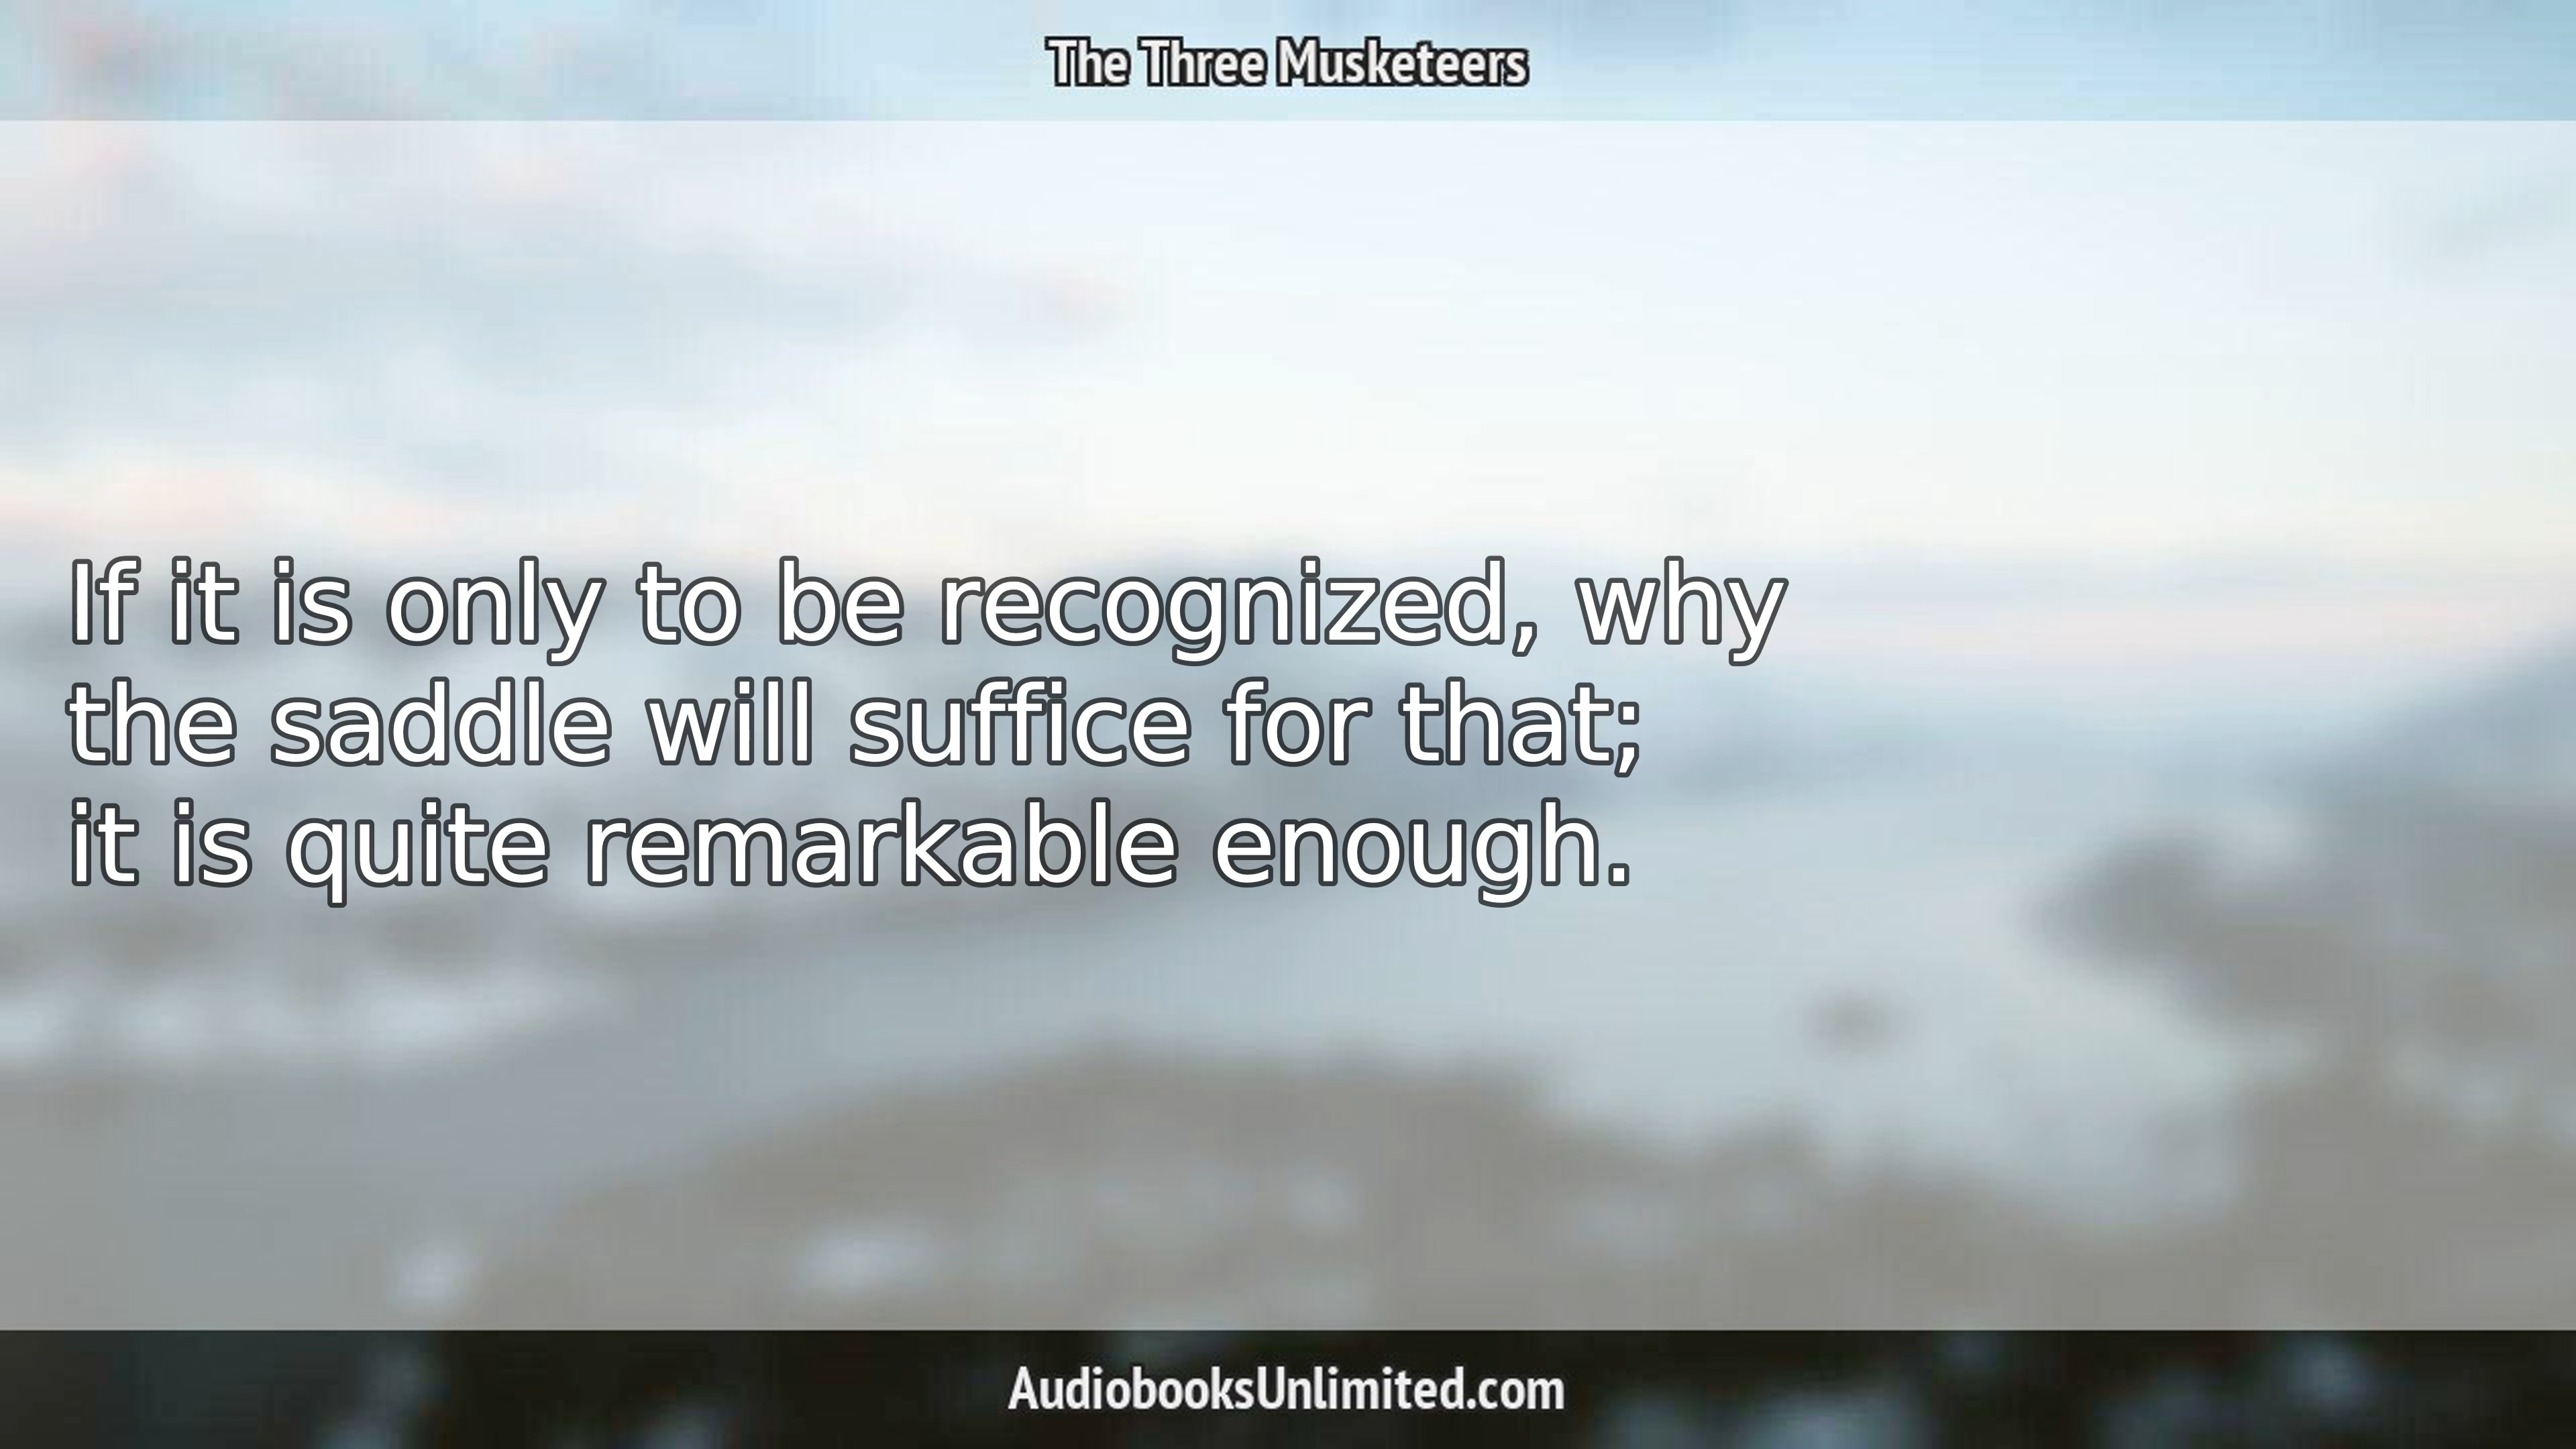 The Three Musketeers
If it is only to be recognized, why
the saddle will suffice for that;
it is quite remarkable enough.
AudiobooksUnlimited.com